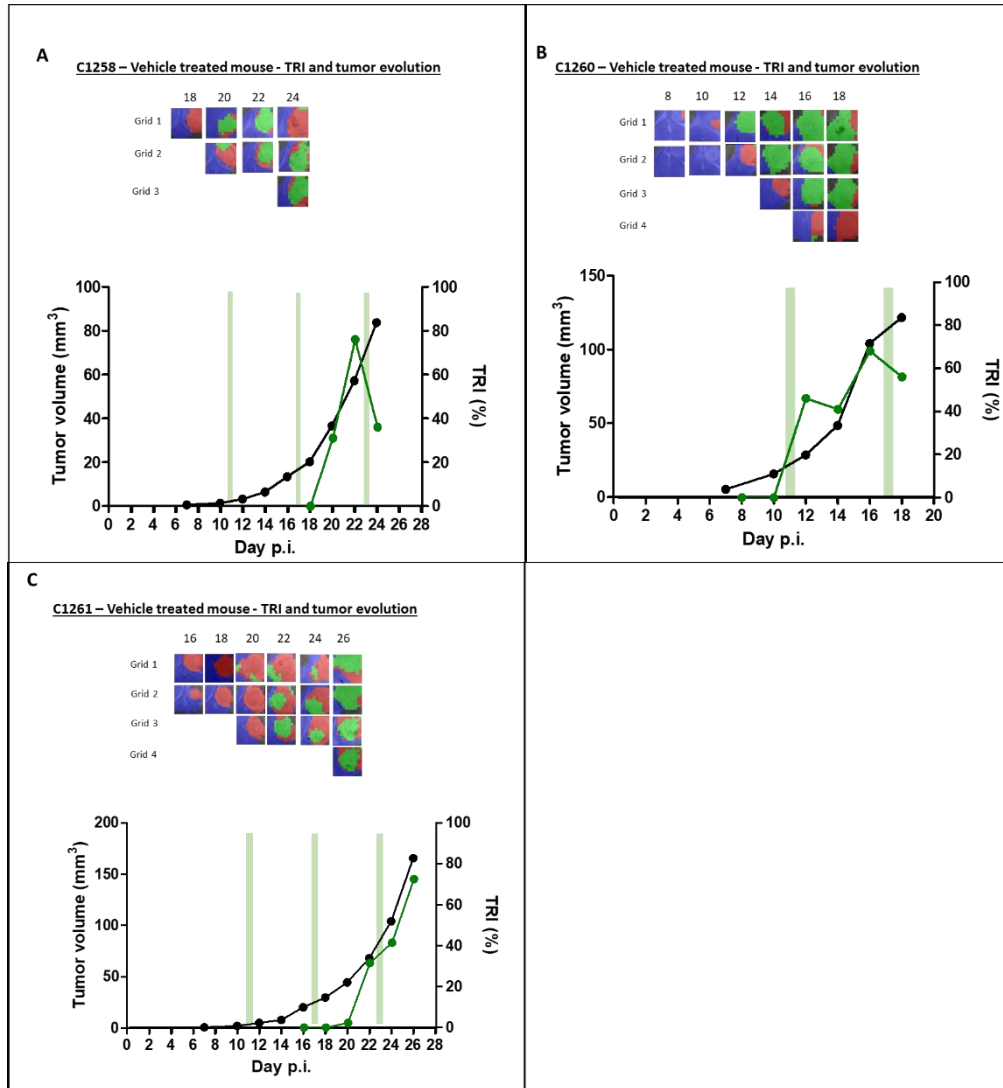 A
C1258 – Vehicle treated mouse - TRI and tumor evolution
18 20 22 24
Grid 1
Grid 2
Grid 3
Tumor volume (mm³)
100
80
60
40
20
0
TRI (%)
100
80
60
40
20
0
0 2 4 6 8 10 12 14 16 18 20 22 24 26 28
Day p.i.
B
C1260 – Vehicle treated mouse - TRI and tumor evolution
8 10 12 14 16 18
Grid 1
Grid 2
Grid 3
Grid 4
Tumor volume (mm³)
150
100
50
0
TRI (%)
100
80
60
40
20
0
0 2 4 6 8 10 12 14 16 18 20
Day p.i.
C
C1261 – Vehicle treated mouse - TRI and tumor evolution
16 18 20 22 24 26
Grid 1
Grid 2
Grid 3
Grid 4
Tumor volume (mm³)
200
150
100
50
0
TRI (%)
100
80
60
40
20
0
0 2 4 6 8 10 12 14 16 18 20 22 24 26 28
Day p.i.